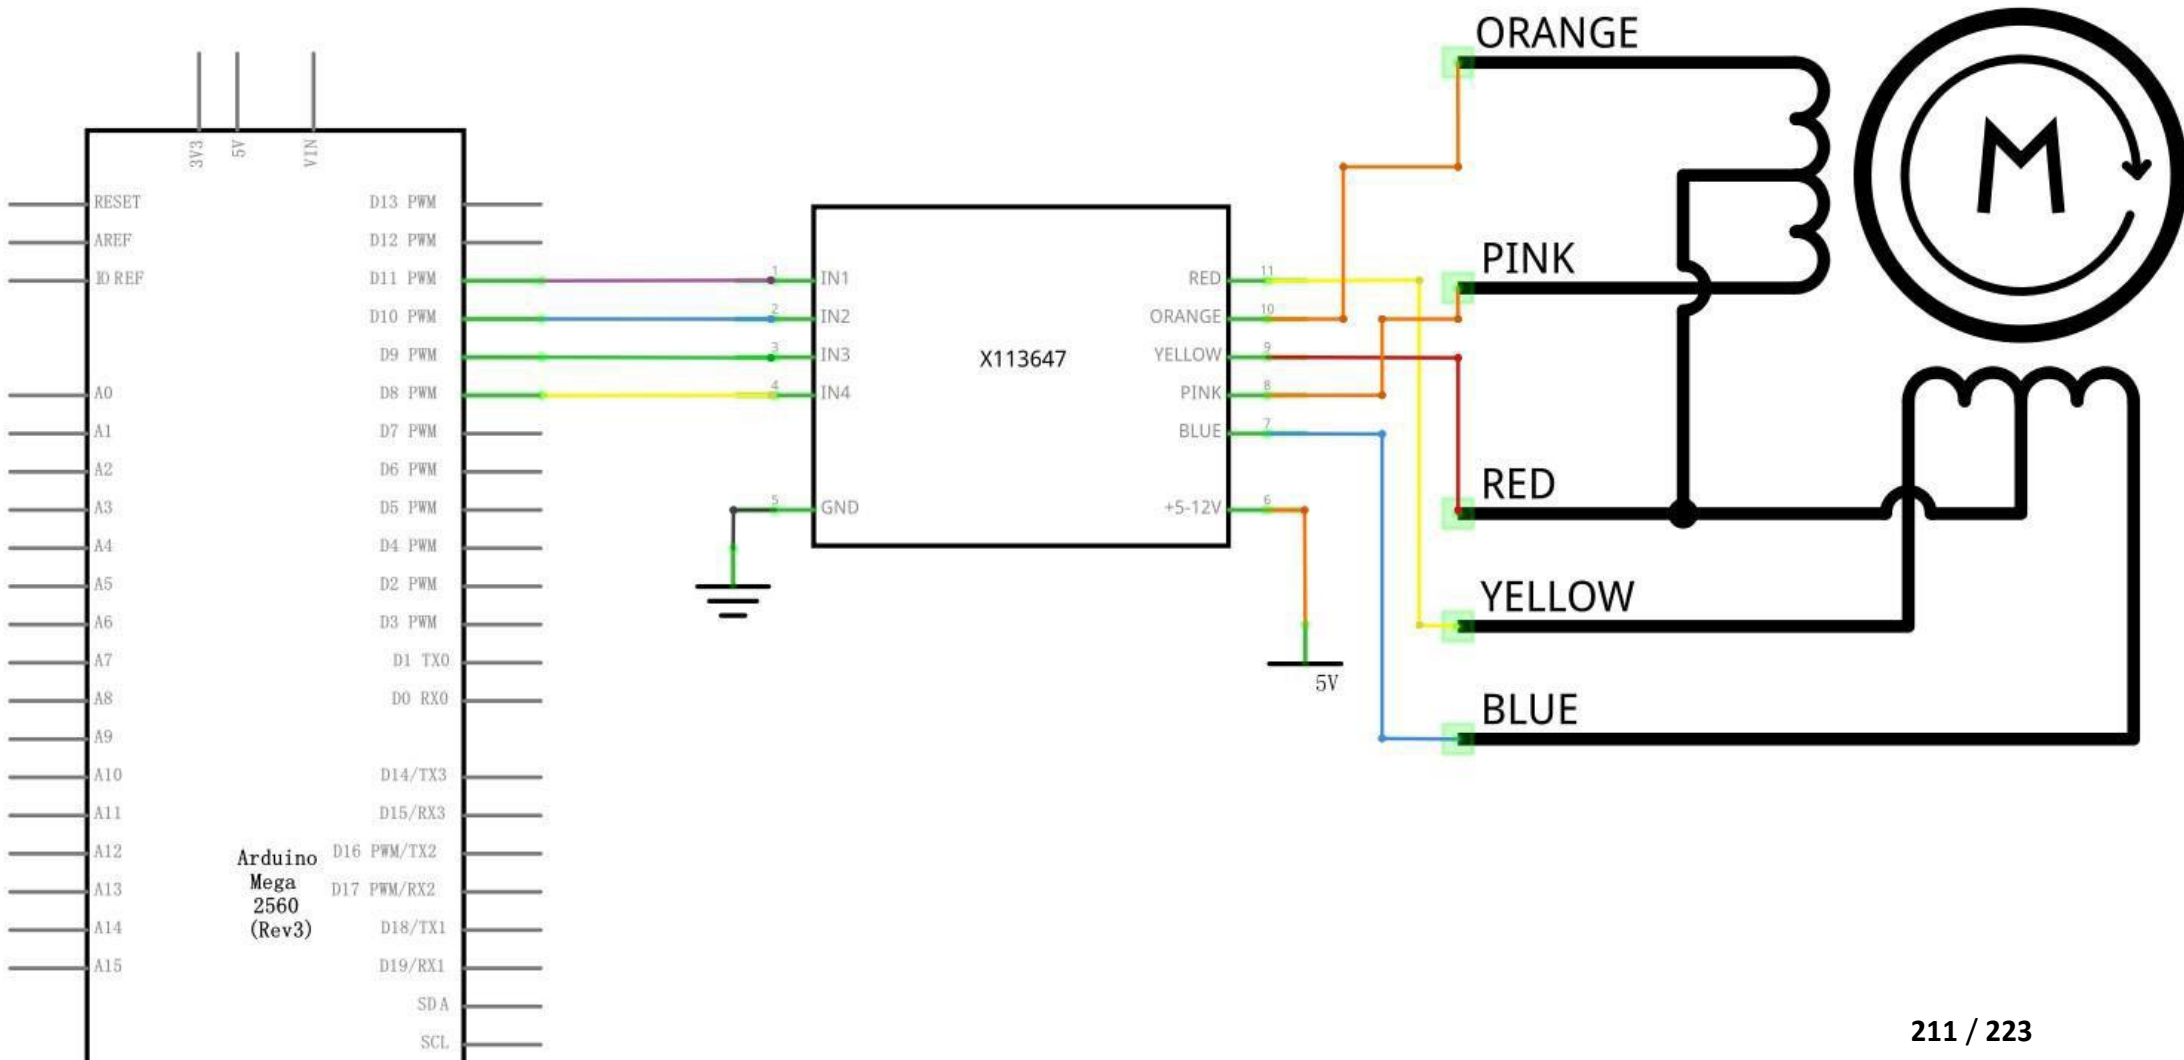 3V3
5V
VIN
RESET
AREF
IO REF
A0
A1
A2
A3
A4
A5
A6
A7
A8
A9
A10
A11
A12
A13
A14
A15
D13 PWM
D12 PWM
D11 PWM
D10 PWM
D9 PWM
D8 PWM
D7 PWM
D6 PWM
D5 PWM
D4 PWM
D2 PWM
D3 PWM
D1 TX0
D0 RX0
D14/TX3
D15/RX3
D16 PWM/TX2
D17 PWM/RX2
D18/TX1
D19/RX1
SDA
SCL
Arduino
Mega
2560
(Rev3)
1
2
3
4
5
IN1
IN2
IN3
IN4
GND
X113647
RED
ORANGE
YELLOW
PINK
BLUE
+5-12V
11
10
9
8
7
6
5V
ORANGE
PINK
RED
YELLOW
BLUE
M
211 / 223